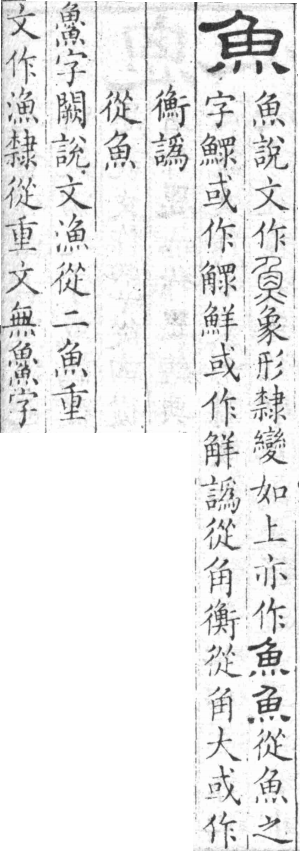 魚
魚說文作𩵋象形隸變如上亦作魚魚從魚之
字鰥或作觮鮮或作觧譌從角衡從角大或作
衡譌
從魚
𩺰字闕說文漁從二魚重
文作漁隸從重文無𩺰字